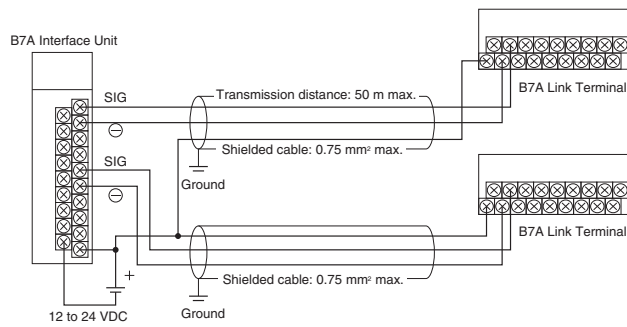 B7A Interface Unit
SIG
⊖
SIG
⊖
+
12 to 24 VDC
Transmission distance: 50 m max.
Shielded cable: 0.75 mm² max.
Ground
Shielded cable: 0.75 mm² max.
Ground
B7A Link Terminal
B7A Link Terminal